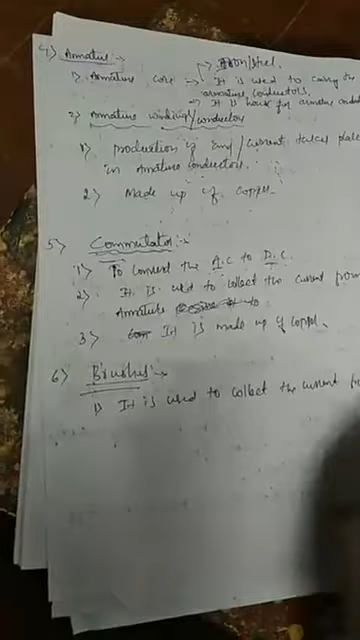 4) Armature :-
→ Iron/steel.
1) Armature core → It is used to carry the
armature conductors.
→ It is house for armature
2) Armature winding/conductor
1) production of emf/current takes place
in Armature conductors.
2) Made up of copper.
5) Commutator :-
1) To convert the A.C to D.C.
2) It is used to collect the current from
Armature to
3) It is made up of copper.
6) Brushes :-
1) It is used to collect the current